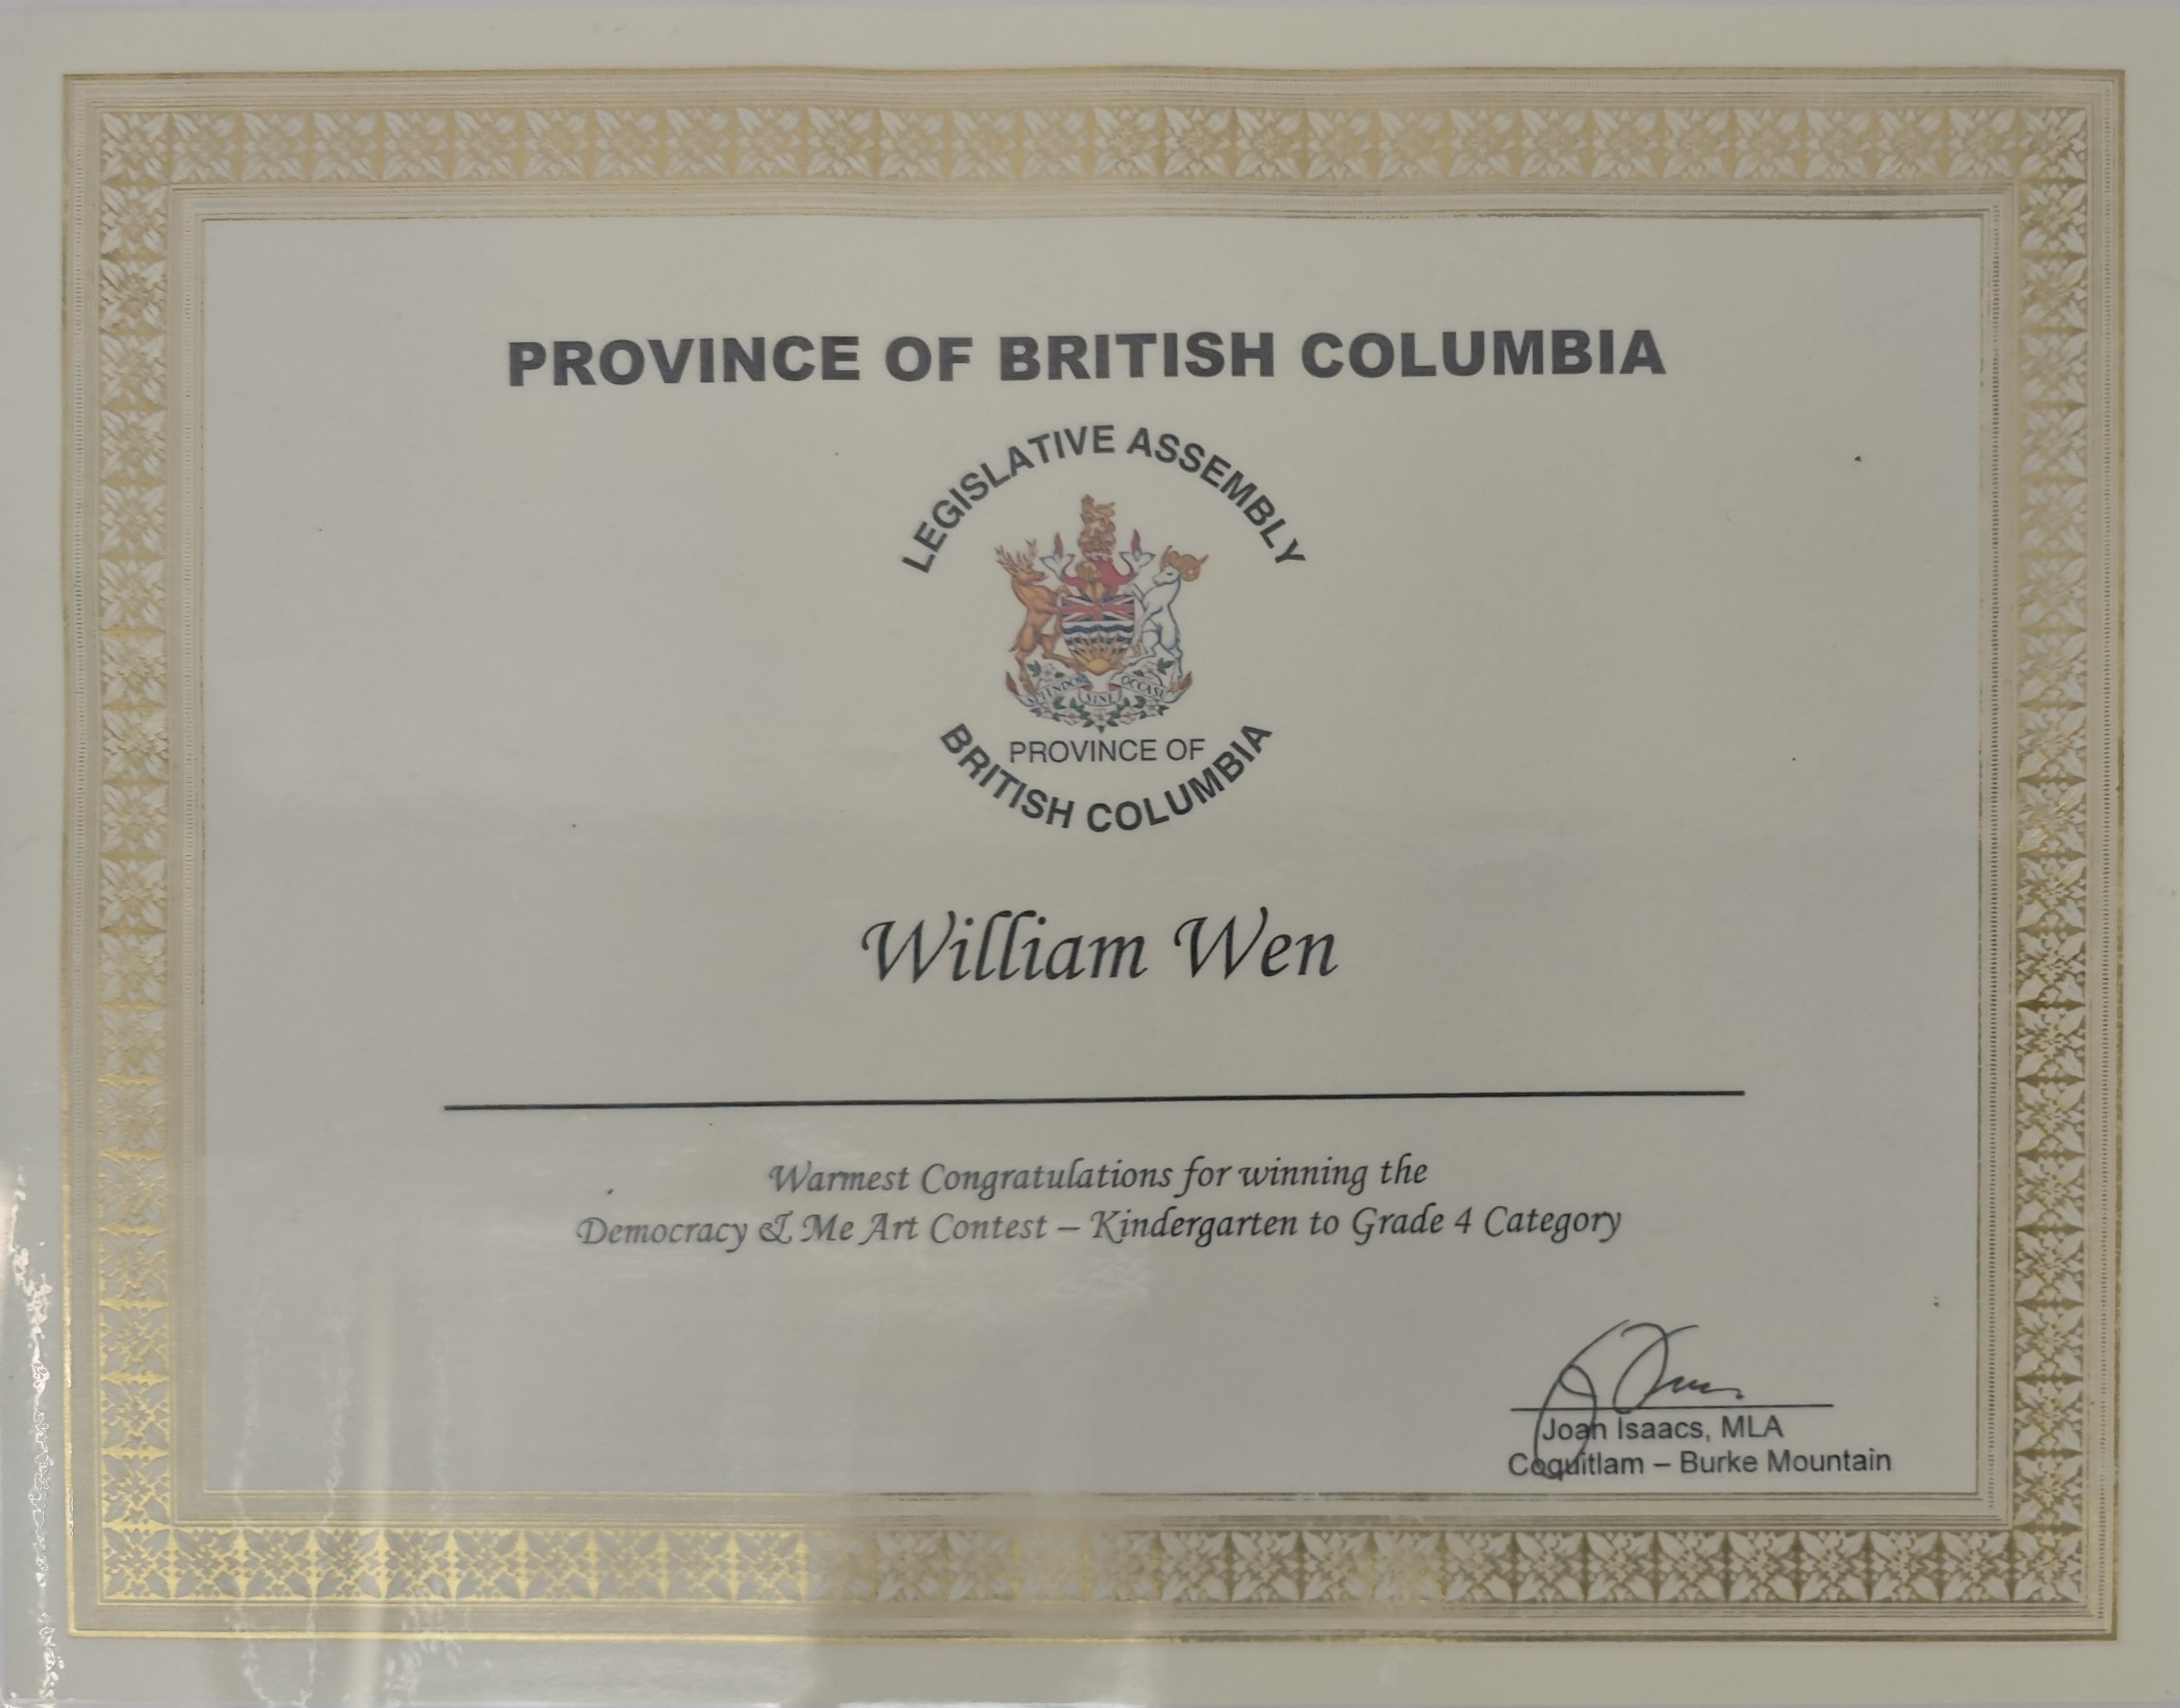 PROVINCE OF BRITISH COLUMBIA
LEGISLATIVE ASSEMBLY
SINE OCCASU
PROVINCE OF
BRITISH COLUMBIA
William Wen
Warmest Congratulations for winning the
Democracy & Me Art Contest – Kindergarten to Grade 4 Category
Joan Isaacs, MLA
Coquitlam – Burke Mountain